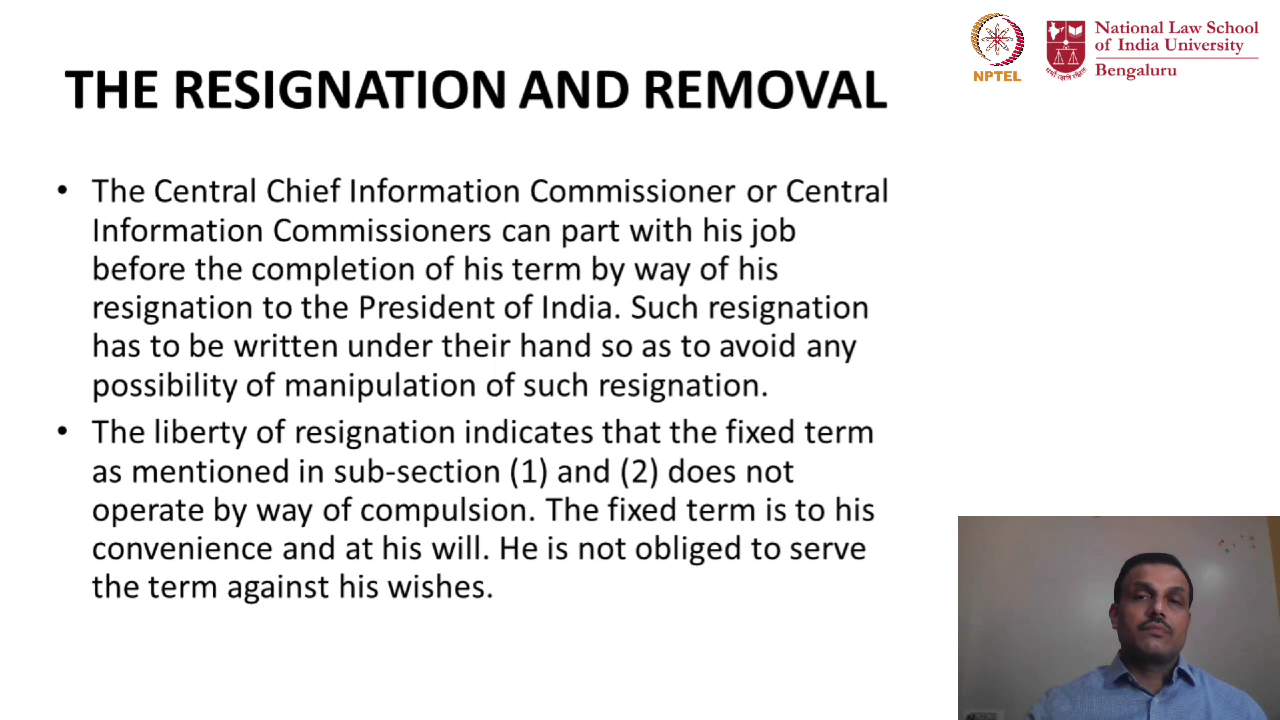 National Law School
of India University
NPTEL
Bengaluru
THE RESIGNATION AND REMOVAL
• The Central Chief Information Commissioner or Central
Information Commissioners can part with his job
before the completion of his term by way of his
resignation to the President of India. Such resignation
has to be written under their hand so as to avoid any
possibility of manipulation of such resignation.
• The liberty of resignation indicates that the fixed term
as mentioned in sub-section (1) and (2) does not
operate by way of compulsion. The fixed term is to his
convenience and at his will. He is not obliged to serve
the term against his wishes.